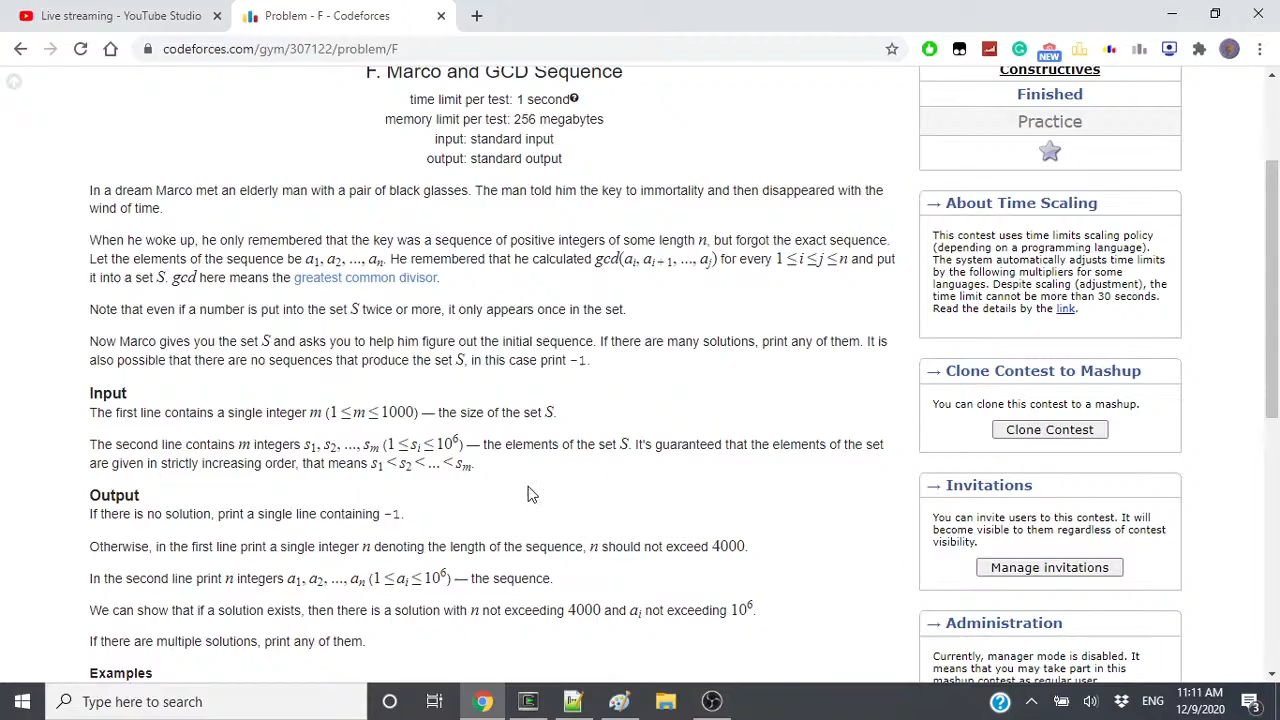 Live streaming - YouTube Studio
Problem - F - Codeforces
codeforces.com/gym/307122/problem/F
NEW
F. Marco and GCD Sequence
time limit per test: 1 second
memory limit per test: 256 megabytes
input: standard input
output: standard output
In a dream Marco met an elderly man with a pair of black glasses. The man told him the key to immortality and then disappeared with the
wind of time.
When he woke up, he only remembered that the key was a sequence of positive integers of some length n, but forgot the exact sequence.
Let the elements of the sequence be a1, a2, ..., an. He remembered that he calculated gcd(ai, ai + 1, ..., aj) for every 1 ≤ i ≤ j ≤ n and put
it into a set S. gcd here means the greatest common divisor.
Note that even if a number is put into the set S twice or more, it only appears once in the set.
Now Marco gives you the set S and asks you to help him figure out the initial sequence. If there are many solutions, print any of them. It is
also possible that there are no sequences that produce the set S, in this case print -1.
Input
The first line contains a single integer m (1 ≤ m ≤ 1000) — the size of the set S.
The second line contains m integers s1, s2, ..., sm (1 ≤ si ≤ 10^6) — the elements of the set S. It's guaranteed that the elements of the set
are given in strictly increasing order, that means s1 < s2 < ... < sm.
Output
If there is no solution, print a single line containing -1.
Otherwise, in the first line print a single integer n denoting the length of the sequence, n should not exceed 4000.
In the second line print n integers a1, a2, ..., an (1 ≤ ai ≤ 10^6) — the sequence.
We can show that if a solution exists, then there is a solution with n not exceeding 4000 and ai not exceeding 10^6.
If there are multiple solutions, print any of them.
Examples
Constructives
Finished
Practice
→ About Time Scaling
This contest uses time limits scaling policy
(depending on a programming language).
The system automatically adjusts time limits
by the following multipliers for some
languages. Despite scaling (adjustment), the
time limit cannot be more than 30 seconds.
Read the details by the link.
→ Clone Contest to Mashup
You can clone this contest to a mashup.
Clone Contest
→ Invitations
You can invite users to this contest. It will
become visible to them regardless of contest
visibility.
Manage invitations
→ Administration
Currently, manager mode is disabled. It
means that you may take part in this
mashup contest as regular user.
Type here to search
ENG
11:11 AM
12/9/2020
3